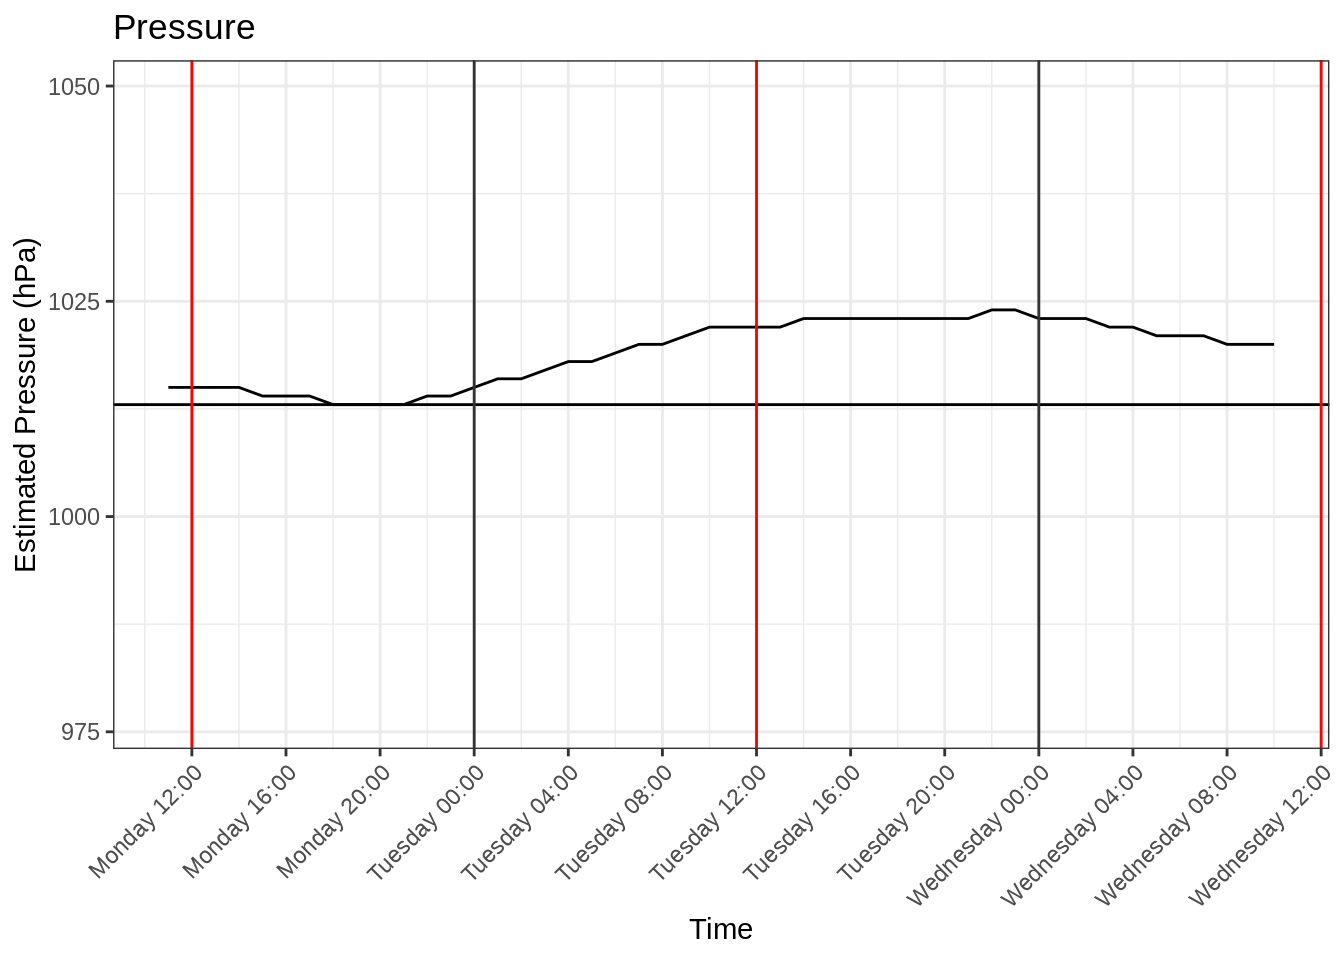 Pressure
Estimated Pressure (hPa)
1050
1025
1000
975
Monday 12:00
Monday 16:00
Monday 20:00
Tuesday 00:00
Tuesday 04:00
Tuesday 08:00
Tuesday 12:00
Tuesday 16:00
Tuesday 20:00
Wednesday 00:00
Wednesday 04:00
Wednesday 08:00
Wednesday 12:00
Time